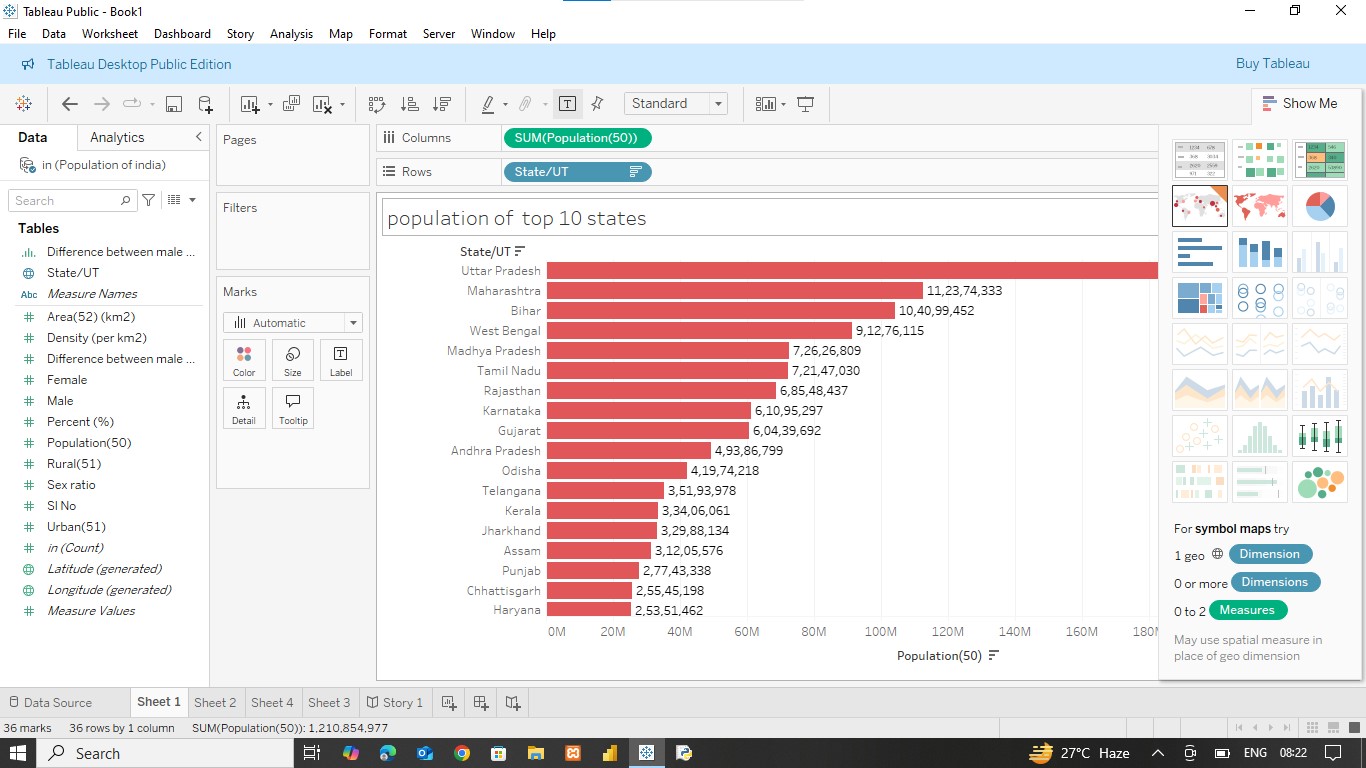 Tableau Public - Book1
File Data Worksheet Dashboard Story Analysis Map Format Server Window Help
Tableau Desktop Public Edition
Buy Tableau
Standard
Show Me
Data Analytics
in (Population of india)
Search
Tables
Difference between male ...
State/UT
Abc Measure Names
Area(52) (km2)
Density (per km2)
Difference between male ...
Female
Male
Percent (%)
Population(50)
Rural(51)
Sex ratio
Sl No
Urban(51)
in (Count)
Latitude (generated)
Longitude (generated)
Measure Values
Pages
Filters
Marks
Automatic
Color Size Label
Detail Tooltip
Columns SUM(Population(50))
Rows State/UT
population of top 10 states
State/UT
Uttar Pradesh
Maharashtra 11,23,74,333
Bihar 10,40,99,452
West Bengal 9,12,76,115
Madhya Pradesh 7,26,26,809
Tamil Nadu 7,21,47,030
Rajasthan 6,85,48,437
Karnataka 6,10,95,297
Gujarat 6,04,39,692
Andhra Pradesh 4,93,86,799
Odisha 4,19,74,218
Telangana 3,51,93,978
Kerala 3,34,06,061
Jharkhand 3,29,88,134
Assam 3,12,05,576
Punjab 2,77,43,338
Chhattisgarh 2,55,45,198
Haryana 2,53,51,462
0M 20M 40M 60M 80M 100M 120M 140M 160M 180M
Population(50)
For symbol maps try
1 geo Dimension
0 or more Dimensions
0 to 2 Measures
May use spatial measure in
place of geo dimension
Data Source Sheet 1 Sheet 2 Sheet 4 Sheet 3 Story 1
36 marks 36 rows by 1 column SUM(Population(50)): 1,210,854,977
Search
27°C Haze
ENG 08:22